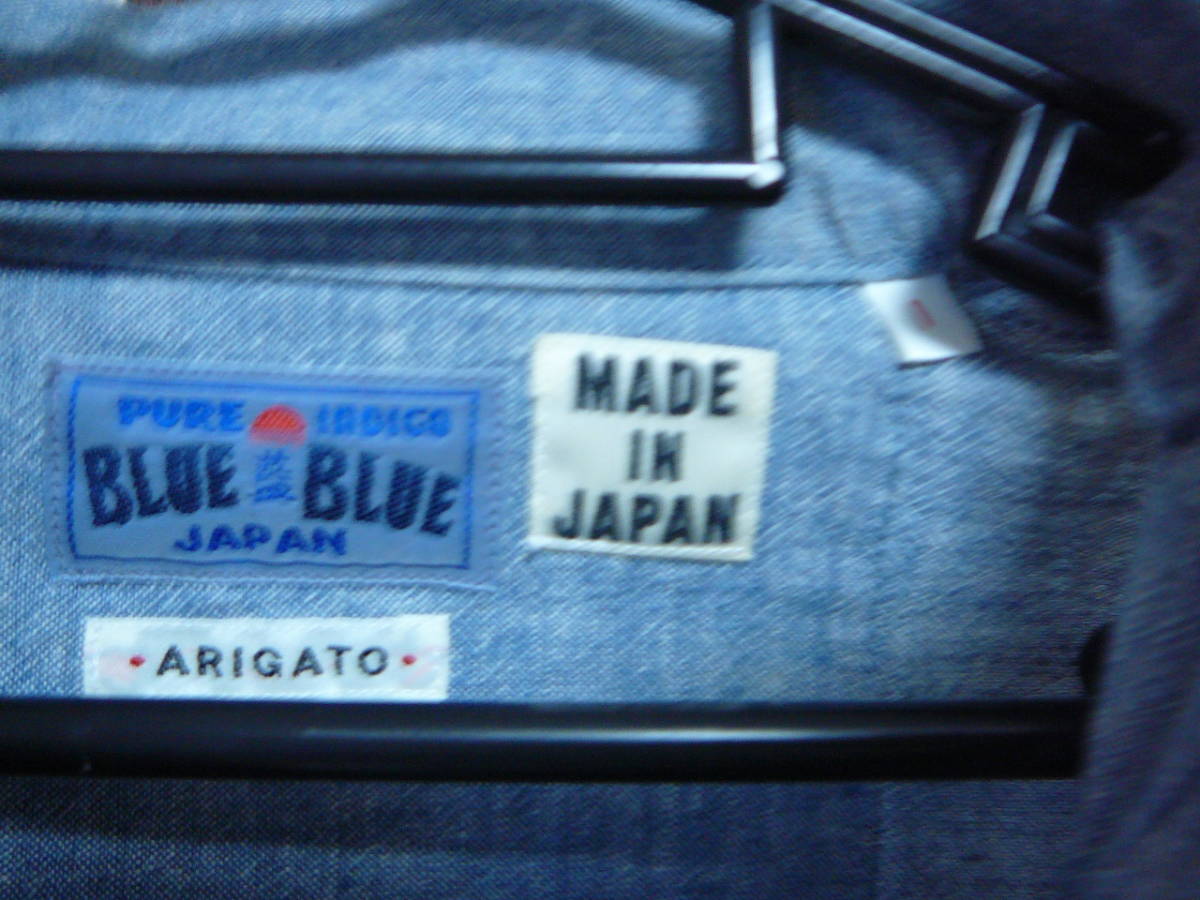 PURE INDIGO
BLUE BLUE
JAPAN
MADE
IN
JAPAN
• ARIGATO •